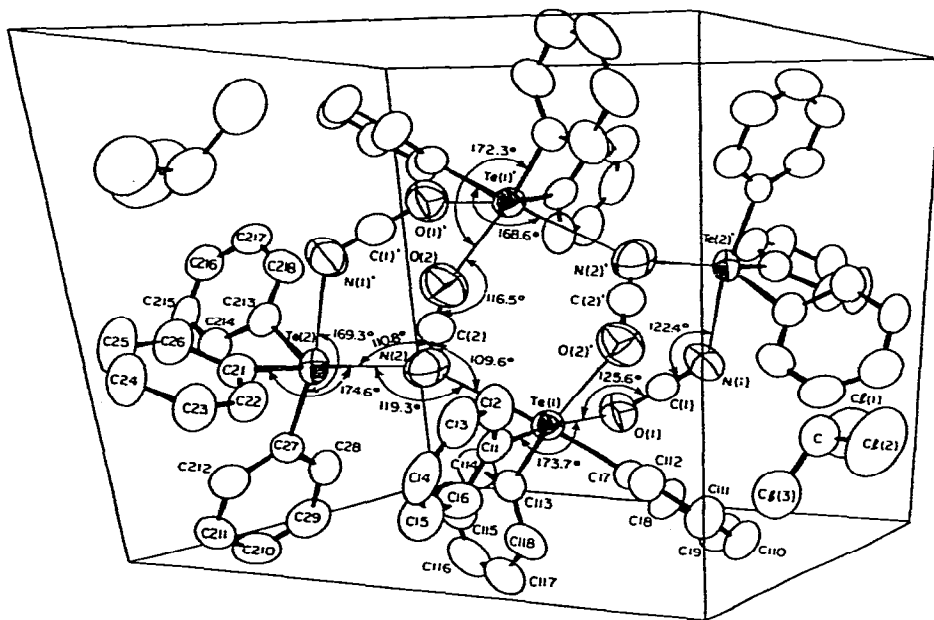 172.3°
Te(1)'
O(1)'
168.6°
Te(2)'
C(1)'
O(2)
N(2)'
C217
C216
C218
N(1)'
116.5°
C(2)'
C215
C213
C214
Te(2)
169.3°
110.8°
C(2)
O(2)'
122.4°
C25
C26
N(2)
109.6°
N(1)
C24
C21
174.6°
125.6°
C(1)
Cℓ(1)
119.3°
C12
Te(1)
C23
C22
C13
O(1)
C
Cℓ(2)
C27
C28
C11
173.7°
C212
C14
C114
C17
C112
Cℓ(3)
C16
C113
C111
C29
C15
C115
C18
C211
C210
C118
C19
C110
C116
C117